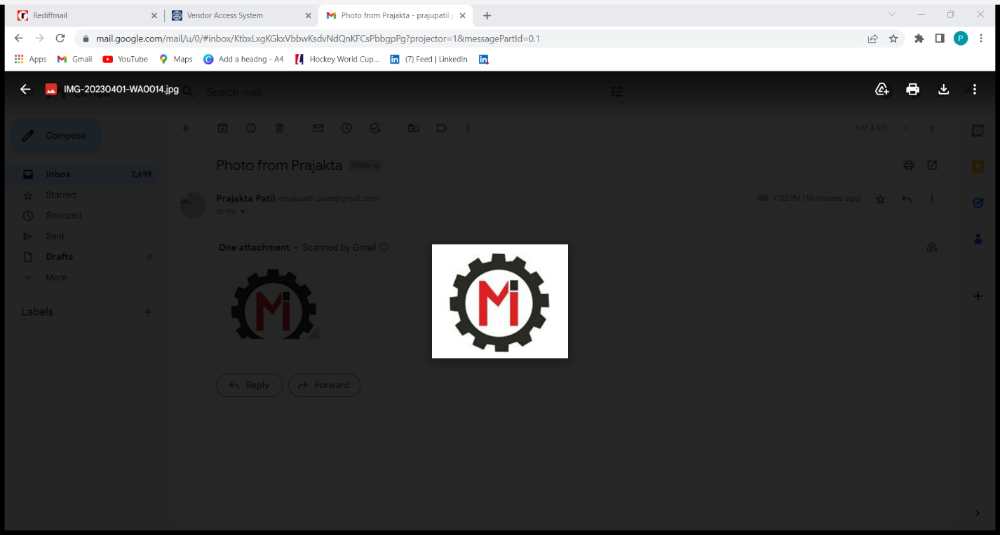 Rediffmail
Vendor Access System
Photo from Prajakta - prajupatil.p
mail.google.com/mail/u/0/#inbox/KtbxLxgKGkxVbbwKsdvNdQnKFCsPbbgpPg?projector=1&messagePartId=0.1
P
Apps Gmail YouTube Maps Add a headng - A4 Hockey World Cup... (7) Feed | LinkedIn
IMG-20230401-WA0014.jpg
Search mail
Compose
1 of 3,315
Photo from Prajakta Inbox ×
Inbox 2,699
Starred
Prajakta Patil <prajupatil.pune@gmail.com>
7:02 PM (10 minutes ago)
to me
Snoozed
Sent
One attachment • Scanned by Gmail
Drafts 8
More
Mi
Mi
Labels
Reply Forward